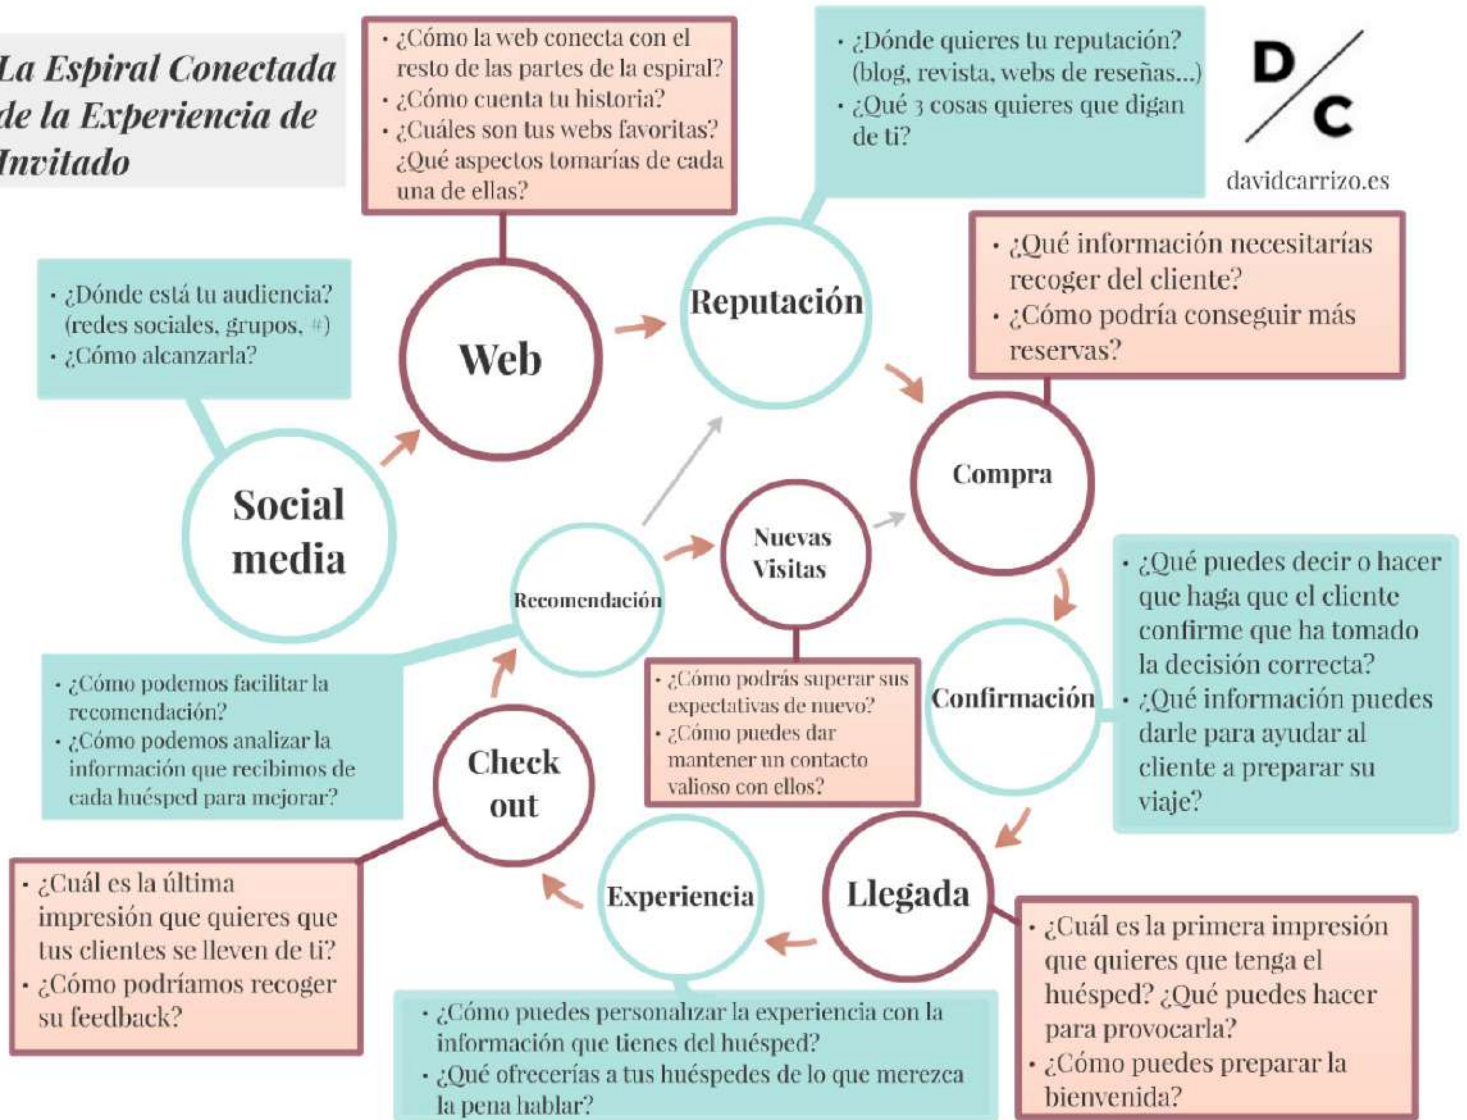 La Espiral Conectada
de la Experiencia de
Invitado
• ¿Cómo la web conecta con el
resto de las partes de la espiral?
• ¿Cómo cuenta tu historia?
• ¿Cuáles son tus webs favoritas?
¿Qué aspectos tomarías de cada
una de ellas?
• ¿Dónde quieres tu reputación?
(blog, revista, webs de reseñas...)
• ¿Qué 3 cosas quieres que digan
de ti?
D/C
davidcarrizo.es
• ¿Dónde está tu audiencia?
(redes sociales, grupos, #)
• ¿Cómo alcanzarla?
Social
media
Web
Reputación
• ¿Qué información necesitarías
recoger del cliente?
• ¿Cómo podría conseguir más
reservas?
Compra
• ¿Qué puedes decir o hacer
que haga que el cliente
confirme que ha tomado
la decisión correcta?
• ¿Qué información puedes
darle para ayudar al
cliente a preparar su
viaje?
Confirmación
Llegada
• ¿Cuál es la primera impresión
que quieres que tenga el
huésped? ¿Qué puedes hacer
para provocarla?
• ¿Cómo puedes preparar la
bienvenida?
Experiencia
• ¿Cómo puedes personalizar la experiencia con la
información que tienes del huésped?
• ¿Qué ofrecerías a tus huéspedes de lo que merezca
la pena hablar?
Check
out
• ¿Cuál es la última
impresión que quieres que
tus clientes se lleven de ti?
• ¿Cómo podríamos recoger
su feedback?
Recomendación
• ¿Cómo podemos facilitar la
recomendación?
• ¿Cómo podemos analizar la
información que recibimos de
cada huésped para mejorar?
Nuevas
Visitas
• ¿Cómo podrás superar sus
expectativas de nuevo?
• ¿Cómo puedes dar
mantener un contacto
valioso con ellos?